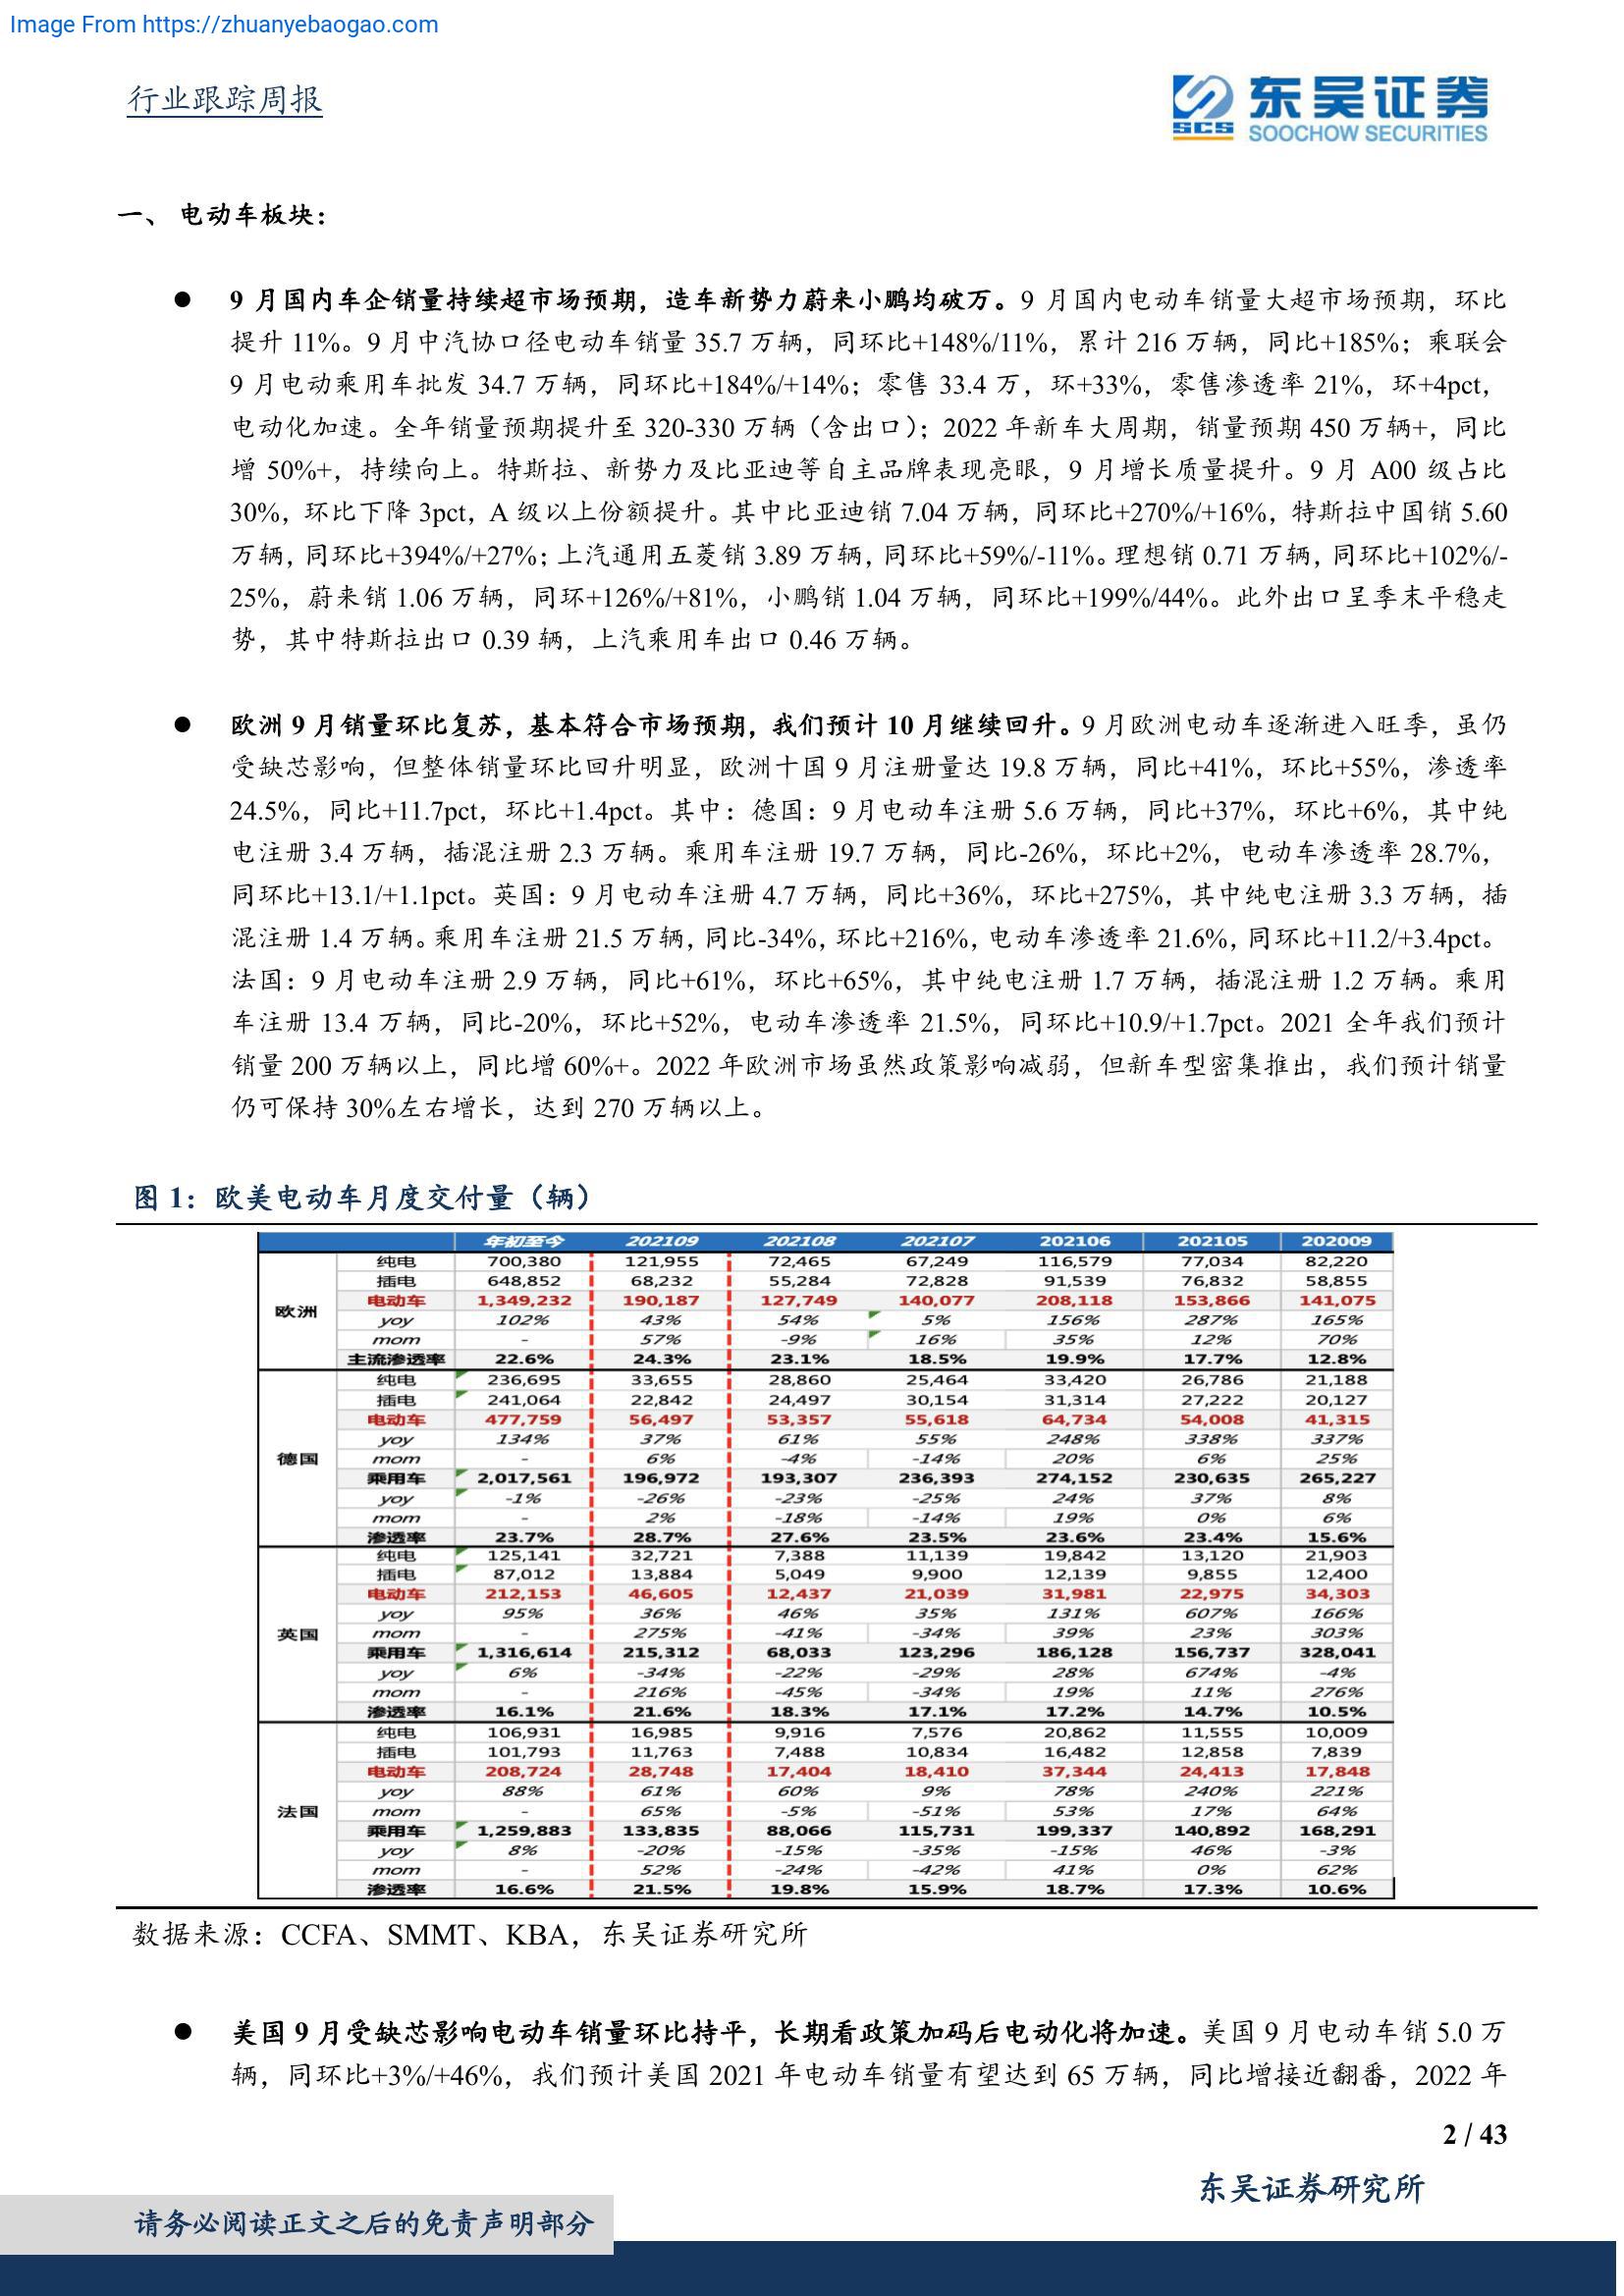 Image From https://zhuanyebaogao.com
行业跟踪周报
SCS
东吴证券
SOOCHOW SECURITIES
一、 电动车板块：
● 9 月国内车企销量持续超市场预期，造车新势力蔚来小鹏均破万。9 月国内电动车销量大超市场预期，环比
提升 11%。9 月中汽协口径电动车销量 35.7 万辆，同环比+148%/11%，累计 216 万辆，同比+185%；乘联会
9 月电动乘用车批发 34.7 万辆，同环比+184%/+14%；零售 33.4 万，环+33%，零售渗透率 21%，环+4pct，
电动化加速。全年销量预期提升至 320-330 万辆（含出口）；2022 年新车大周期，销量预期 450 万辆+，同比
增 50%+，持续向上。特斯拉、新势力及比亚迪等自主品牌表现亮眼，9 月增长质量提升。9 月 A00 级占比
30%，环比下降 3pct，A 级以上份额提升。其中比亚迪销 7.04 万辆，同环比+270%/+16%，特斯拉中国销 5.60
万辆，同环比+394%/+27%；上汽通用五菱销 3.89 万辆，同环比+59%/-11%。理想销 0.71 万辆，同环比+102%/-
25%，蔚来销 1.06 万辆，同环+126%/+81%，小鹏销 1.04 万辆，同环比+199%/44%。此外出口呈季末平稳走
势，其中特斯拉出口 0.39 辆，上汽乘用车出口 0.46 万辆。
● 欧洲 9 月销量环比复苏，基本符合市场预期，我们预计 10 月继续回升。9 月欧洲电动车逐渐进入旺季，虽仍
受缺芯影响，但整体销量环比回升明显，欧洲十国 9 月注册量达 19.8 万辆，同比+41%，环比+55%，渗透率
24.5%，同比+11.7pct，环比+1.4pct。其中：德国：9 月电动车注册 5.6 万辆，同比+37%，环比+6%，其中纯
电注册 3.4 万辆，插混注册 2.3 万辆。乘用车注册 19.7 万辆，同比-26%，环比+2%，电动车渗透率 28.7%，
同环比+13.1/+1.1pct。英国：9 月电动车注册 4.7 万辆，同比+36%，环比+275%，其中纯电注册 3.3 万辆，插
混注册 1.4 万辆。乘用车注册 21.5 万辆，同比-34%，环比+216%，电动车渗透率 21.6%，同环比+11.2/+3.4pct。
法国：9 月电动车注册 2.9 万辆，同比+61%，环比+65%，其中纯电注册 1.7 万辆，插混注册 1.2 万辆。乘用
车注册 13.4 万辆，同比-20%，环比+52%，电动车渗透率 21.5%，同环比+10.9/+1.7pct。2021 全年我们预计
销量 200 万辆以上，同比增 60%+。2022 年欧洲市场虽然政策影响减弱，但新车型密集推出，我们预计销量
仍可保持 30%左右增长，达到 270 万辆以上。
图 1：欧美电动车月度交付量（辆）
年初至今 202109 202108 202107 202106 202105 202009
欧洲
纯电 700,380 121,955 72,465 67,249 116,579 77,034 82,220
插电 648,852 68,232 55,284 72,828 91,539 76,832 58,855
电动车 1,349,232 190,187 127,749 140,077 208,118 153,866 141,075
yoy 102% 43% 54% 5% 156% 287% 165%
mom - 57% -9% 16% 35% 12% 70%
主流渗透率 22.6% 24.3% 23.1% 18.5% 19.9% 17.7% 12.8%
德国
纯电 236,695 33,655 28,860 25,464 33,420 26,786 21,188
插电 241,064 22,842 24,497 30,154 31,314 27,222 20,127
电动车 477,759 56,497 53,357 55,618 64,734 54,008 41,315
yoy 134% 37% 61% 55% 248% 338% 337%
mom - 6% -4% -14% 20% 6% 25%
乘用车 2,017,561 196,972 193,307 236,393 274,152 230,635 265,227
yoy -1% -26% -23% -25% 24% 37% 8%
mom - 2% -18% -14% 19% 0% 6%
渗透率 23.7% 28.7% 27.6% 23.5% 23.6% 23.4% 15.6%
英国
纯电 125,141 32,721 7,388 11,139 19,842 13,120 21,903
插电 87,012 13,884 5,049 9,900 12,139 9,855 12,400
电动车 212,153 46,605 12,437 21,039 31,981 22,975 34,303
yoy 95% 36% 46% 35% 131% 607% 166%
mom - 275% -41% -34% 39% 23% 303%
乘用车 1,316,614 215,312 68,033 123,296 186,128 156,737 328,041
yoy 6% -34% -22% -29% 28% 674% -4%
mom - 216% -45% -34% 19% 11% 276%
渗透率 16.1% 21.6% 18.3% 17.1% 17.2% 14.7% 10.5%
法国
纯电 106,931 16,985 9,916 7,576 20,862 11,555 10,009
插电 101,793 11,763 7,488 10,834 16,482 12,858 7,839
电动车 208,724 28,748 17,404 18,410 37,344 24,413 17,848
yoy 88% 61% 60% 9% 78% 240% 221%
mom - 65% -5% -51% 53% 17% 64%
乘用车 1,259,883 133,835 88,066 115,731 199,337 140,892 168,291
yoy 8% -20% -15% -35% -15% 46% -3%
mom - 52% -24% -42% 41% 0% 62%
渗透率 16.6% 21.5% 19.8% 15.9% 18.7% 17.3% 10.6%
数据来源：CCFA、SMMT、KBA，东吴证券研究所
● 美国 9 月受缺芯影响电动车销量环比持平，长期看政策加码后电动化将加速。美国 9 月电动车销 5.0 万
辆，同环比+3%/+46%，我们预计美国 2021 年电动车销量有望达到 65 万辆，同比增接近翻番，2022 年
2 / 43
东吴证券研究所
请务必阅读正文之后的免责声明部分